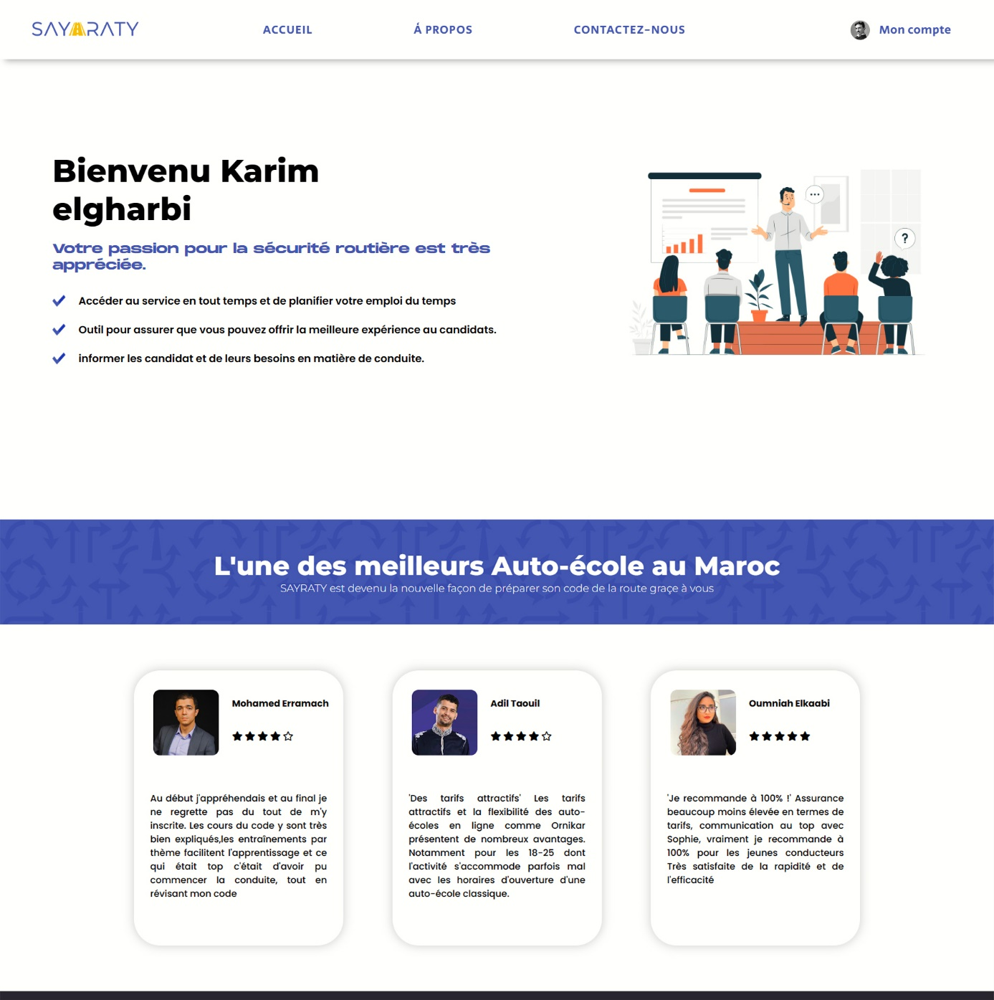 SAYARATY
ACCUEIL
Á PROPOS
CONTACTEZ-NOUS
Mon compte
Bienvenu Karim
elgharbi
Votre passion pour la sécurité routière est très
appréciée.
Accéder au service en tout temps et de planifier votre emploi du temps
Outil pour assurer que vous pouvez offrir la meilleure expérience au candidats.
informer les candidat et de leurs besoins en matière de conduite.
?
L'une des meilleurs Auto-école au Maroc
SAYRATY est devenu la nouvelle façon de préparer son code de la route graçe à vous
Mohamed Erramach
Au début j'appréhendais et au final je
ne regrette pas du tout de m'y
inscrite. Les cours du code y sont très
bien expliqués,les entraînements par
thème facilitent l'apprentissage et ce
qui était top c'était d'avoir pu
commencer la conduite, tout en
révisant mon code
Adil Taouil
'Des tarifs attractifs' Les tarifs
attractifs et la flexibilité des auto-
écoles en ligne comme Ornikar
présentent de nombreux avantages.
Notamment pour les 18-25 dont
l'activité s'accommode parfois mal
avec les horaires d'ouverture d'une
auto-école classique.
Oumniah Elkaabi
'Je recommande à 100% !' Assurance
beaucoup moins élevée en termes de
tarifs, communication au top avec
Sophie, vraiment je recommande à
100% pour les jeunes conducteurs
Très satisfaite de la rapidité et de
l'efficacité